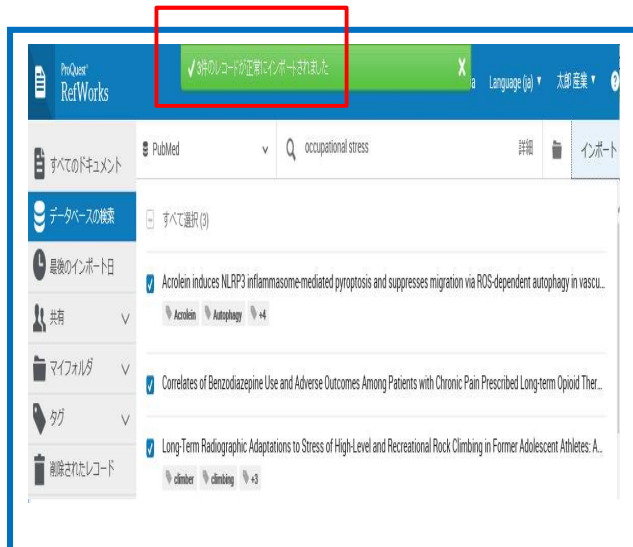 ✓3件のレコードが正常にインポートされました X
ProQuest®
RefWorks
a Language (ja) 太郎 産業 ?
すべてのドキュメント
PubMed occupational stress 詳細 インポート
データベースの検索
すべて選択 (3)
最後のインポート日
Acrolein induces NLRP3 inflammasome-mediated pyroptosis and suppresses migration via ROS-dependent autophagy in vascu...
共有
Acrolein Autophagy +4
マイフォルダ
Correlates of Benzodiazepine Use and Adverse Outcomes Among Patients with Chronic Pain Prescribed Long-term Opioid Ther...
タグ
Long-Term Radiographic Adaptations to Stress of High-Level and Recreational Rock Climbing in Former Adolescent Athletes: A...
削除されたレコード
climber climbing +3